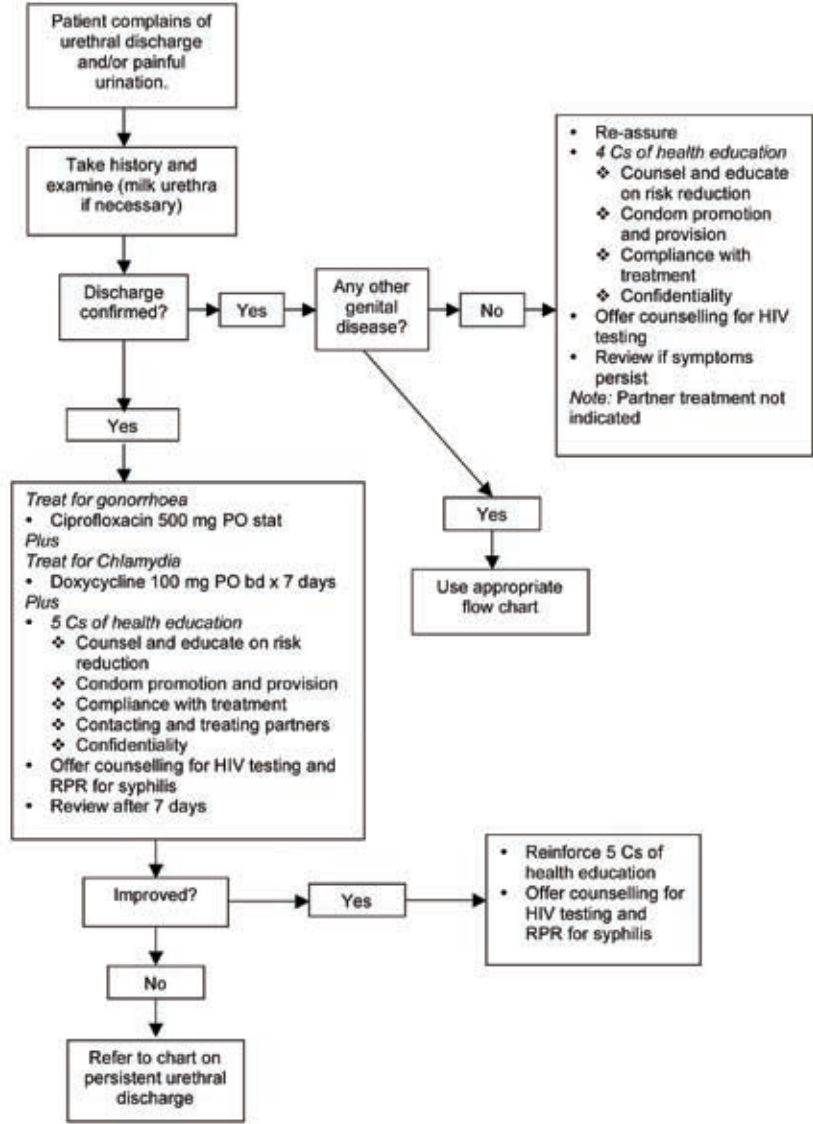 Patient complains of
urethral discharge
and/or painful
urination.
Take history and
examine (milk urethra
if necessary)
Discharge
confirmed?
Yes
Any other
genital
disease?
No
• Re-assure
• 4 Cs of health education
❖ Counsel and educate
on risk reduction
❖ Condom promotion
and provision
❖ Compliance with
treatment
❖ Confidentiality
• Offer counselling for HIV
testing
• Review if symptoms
persist
Note: Partner treatment not
indicated
Yes
Yes
Use appropriate
flow chart
Treat for gonorrhoea
• Ciprofloxacin 500 mg PO stat
Plus
Treat for Chlamydia
• Doxycycline 100 mg PO bd x 7 days
Plus
• 5 Cs of health education
❖ Counsel and educate on risk
reduction
❖ Condom promotion and provision
❖ Compliance with treatment
❖ Contacting and treating partners
❖ Confidentiality
• Offer counselling for HIV testing and
RPR for syphilis
• Review after 7 days
Improved?
Yes
• Reinforce 5 Cs of
health education
• Offer counselling for
HIV testing and
RPR for syphilis
No
Refer to chart on
persistent urethral
discharge